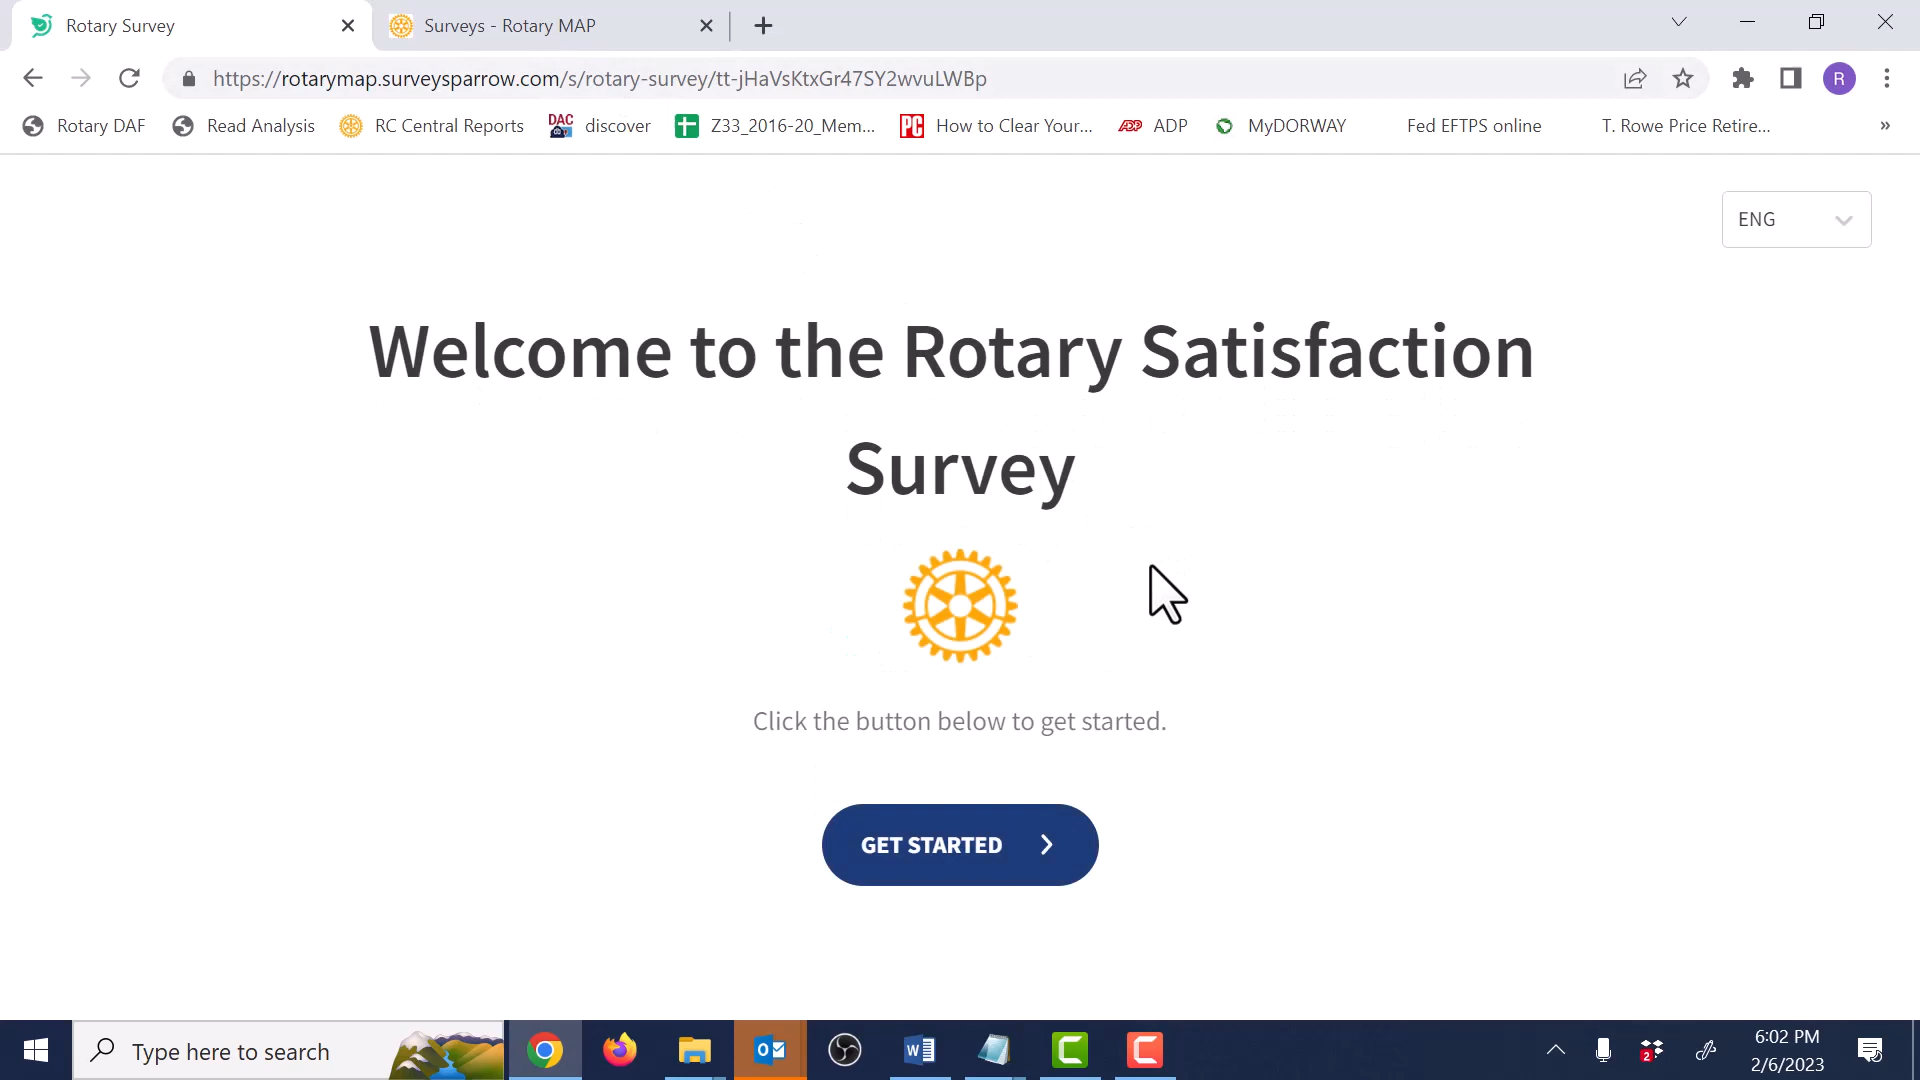 Rotary Survey
Surveys - Rotary MAP
https://rotarymap.surveysparrow.com/s/rotary-survey/tt-jHaVsKtxGr47SY2wvuLWBp
R
Rotary DAF
Read Analysis
RC Central Reports
DAC
discover
Z33_2016-20_Mem...
PC
How to Clear Your...
ADP
ADP
MyDORWAY
Fed EFTPS online
T. Rowe Price Retire...
»
ENG
Welcome to the Rotary Satisfaction
Survey
Click the button below to get started.
GET STARTED
Type here to search
2
6:02 PM
2/6/2023